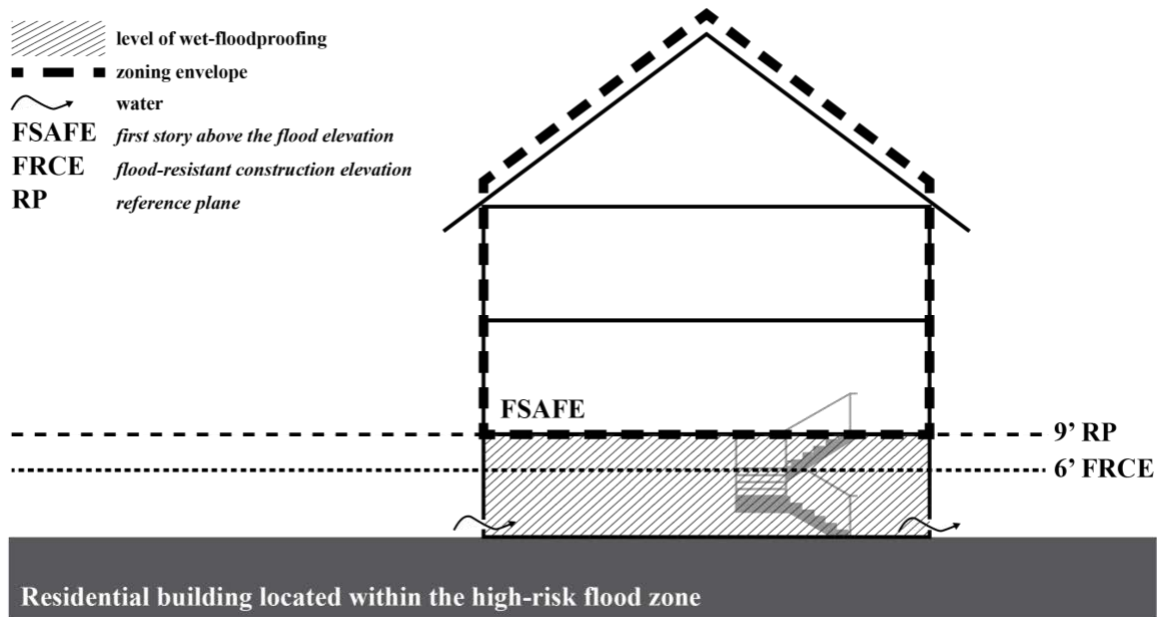 level of wet-floodproofing
zoning envelope
water
FSAFE first story above the flood elevation
FRCE flood-resistant construction elevation
RP reference plane
FSAFE
9’ RP
6’ FRCE
Residential building located within the high-risk flood zone